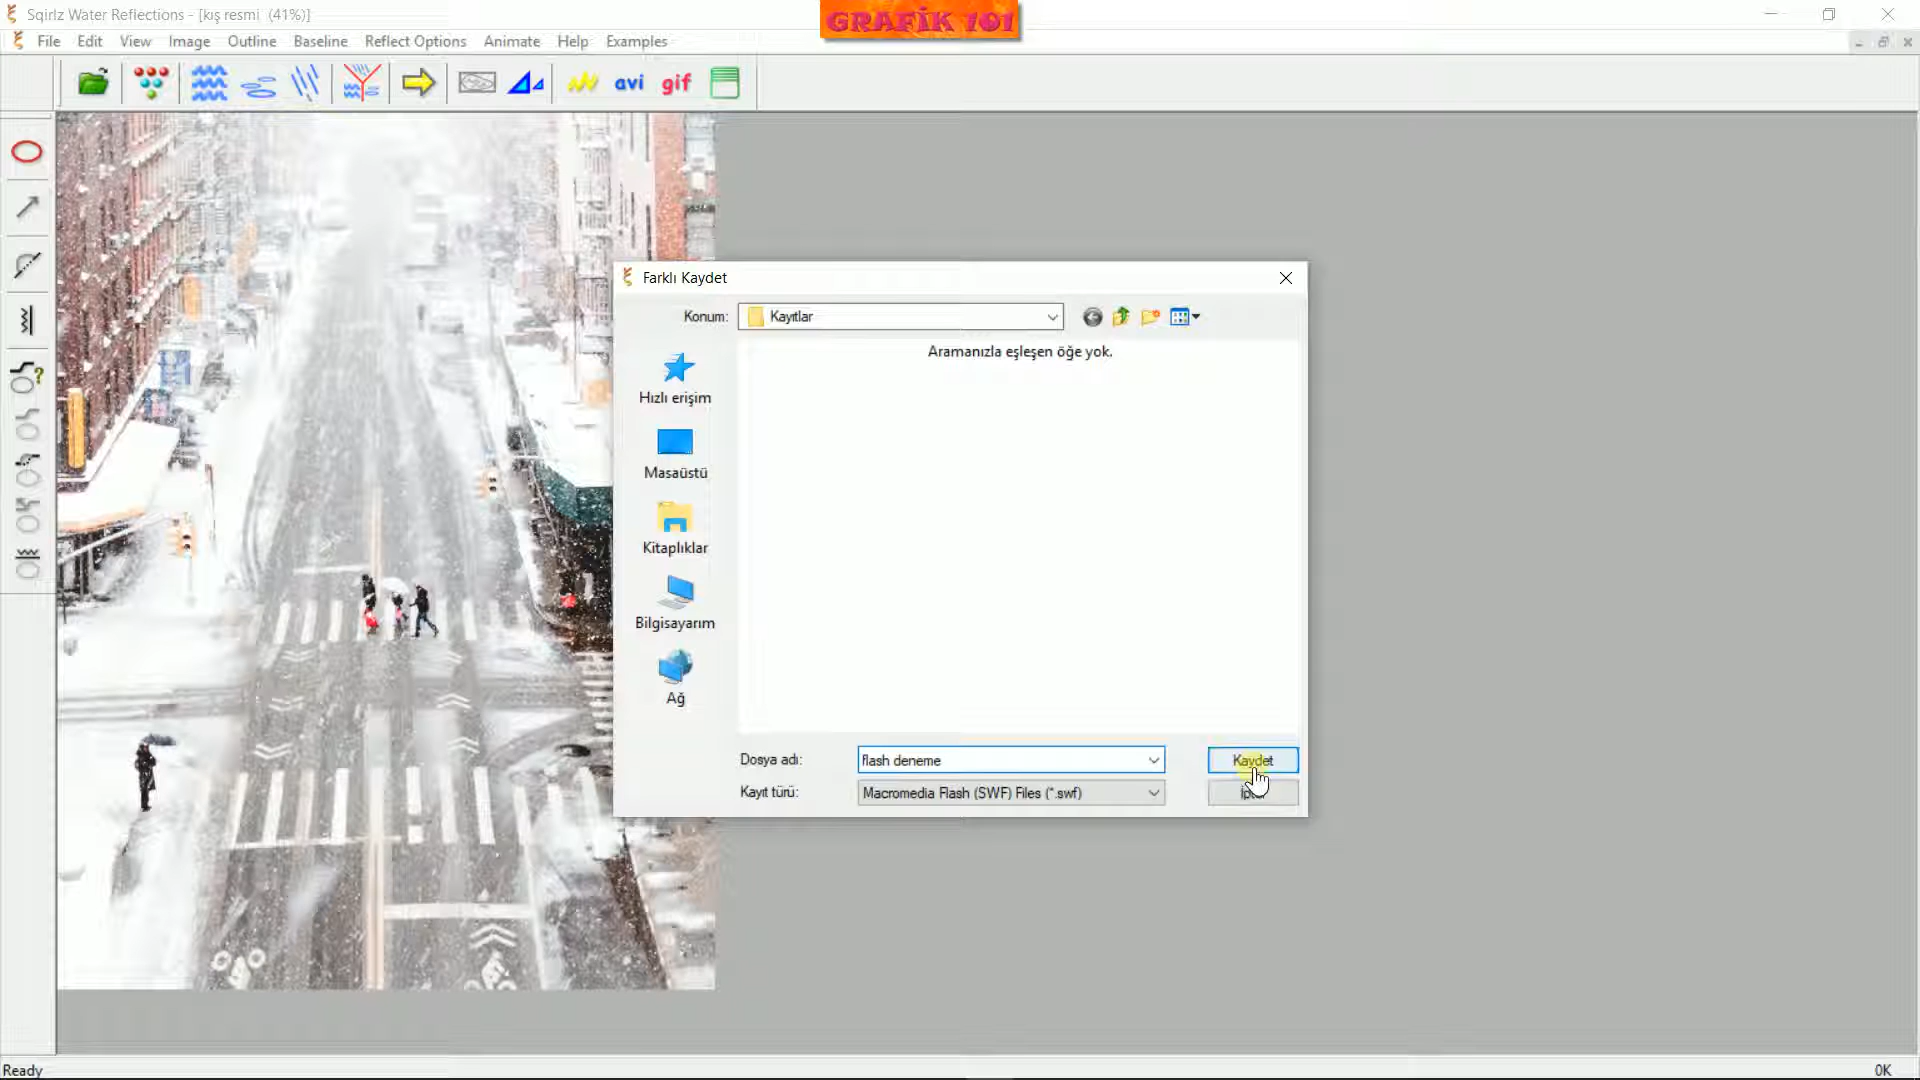 Sqirlz Water Reflections - [kış resmi (41%)]
GRAFİK 101
File Edit View Image Outline Baseline Reflect Options Animate Help Examples
avi gif
Farklı Kaydet
Konum: Kayıtlar
Aramanızla eşleşen öğe yok.
Hızlı erişim
Masaüstü
Kitaplıklar
Bilgisayarım
Ağ
Dosya adı: flash deneme Kaydet
Kayıt türü: Macromedia Flash (SWF) Files (*.swf)
Ready 0K